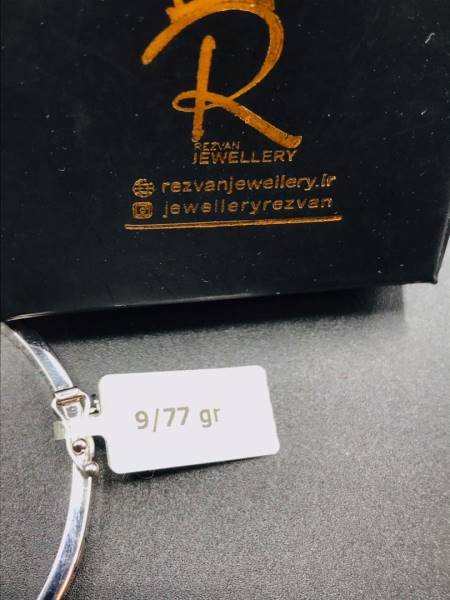 R
REZVAN
JEWELLERY
rezvanjewellery.ir
jewelleryrezvan
9/77 gr